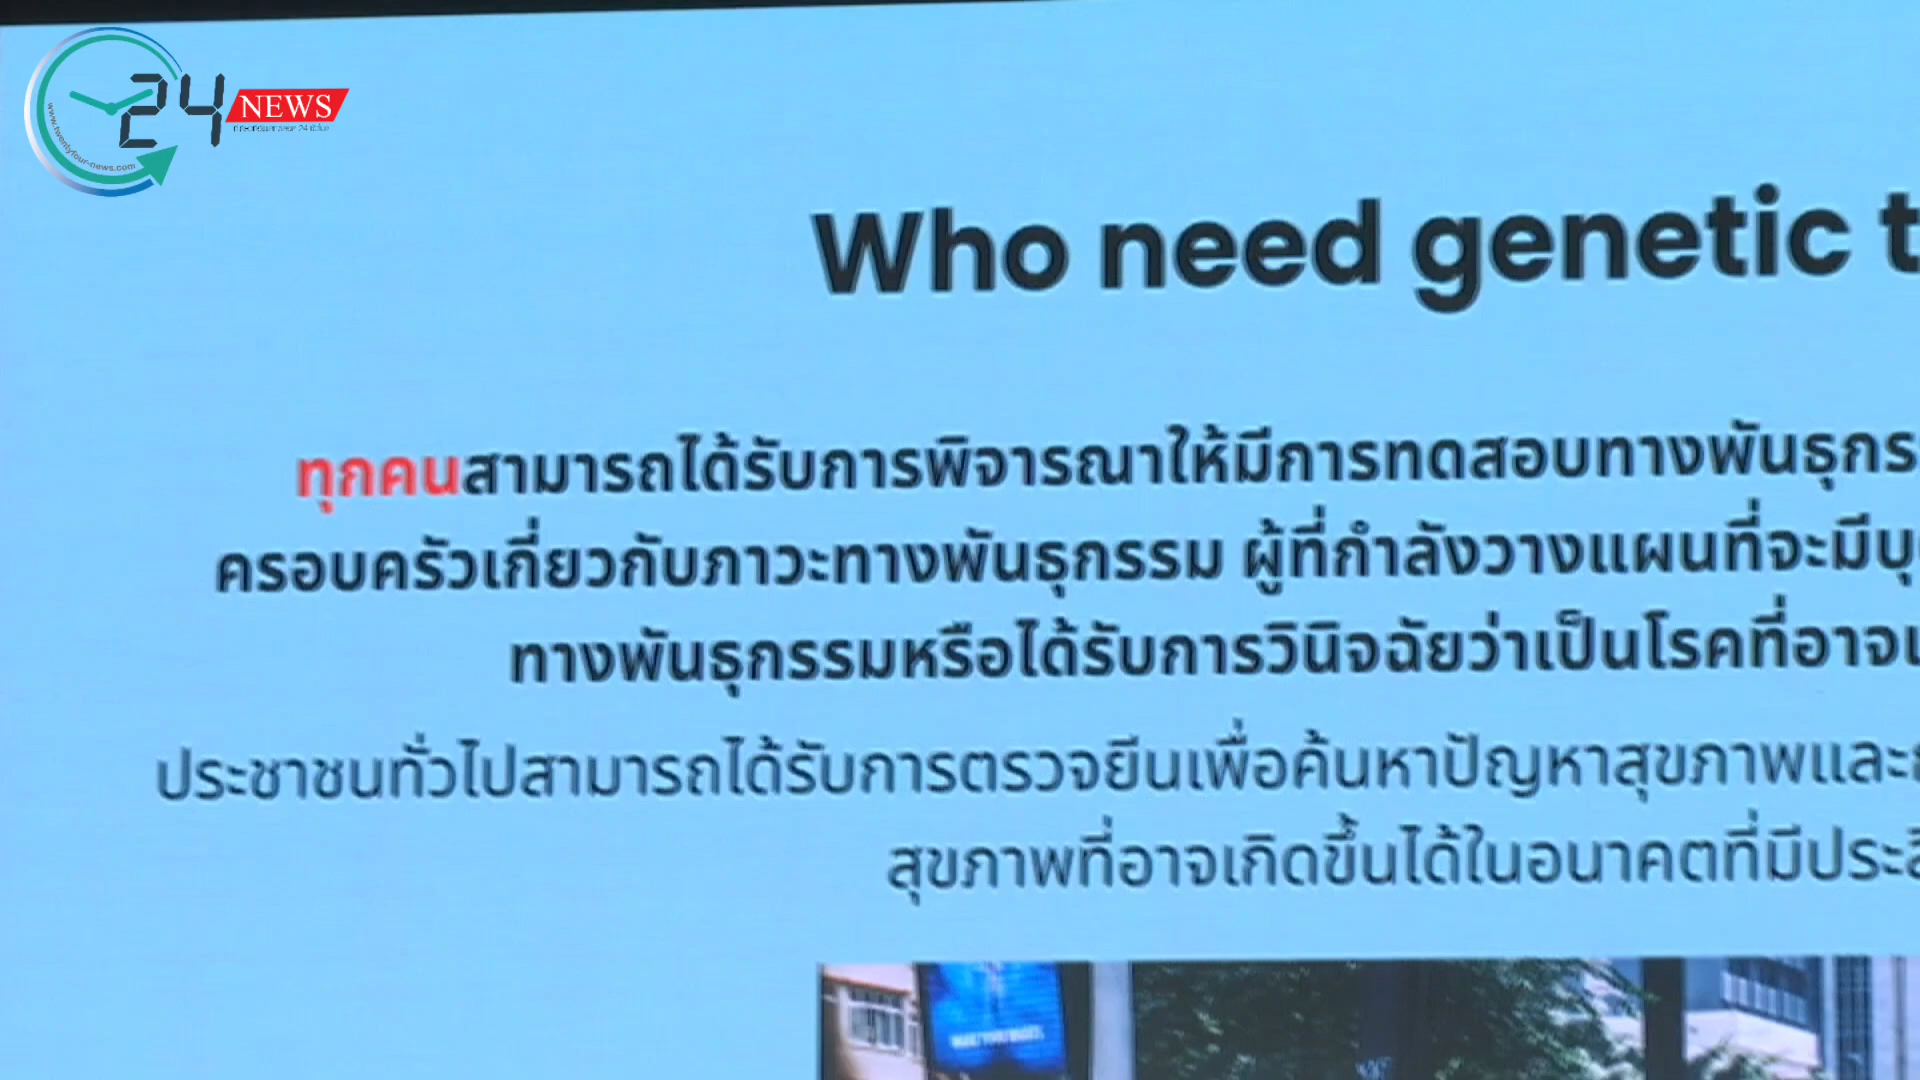 24 NEWS
www.twentyfour-news.com
Who need genetic t
ทุกคนสามารถได้รับการพิจารณาให้มีการทดสอบทางพันธุกร
ครอบครัวเกี่ยวกับภาวะทางพันธุกรรม ผู้ที่กำลังวางแผนที่จะมีบุ
ทางพันธุกรรมหรือได้รับการวินิจฉัยว่าเป็นโรคที่อาจเ
ประชาชนทั่วไปสามารถได้รับการตรวจยีนเพื่อค้นหาปัญหาสุขภาพและ
สุขภาพที่อาจเกิดขึ้นได้ในอนาคตที่มีประสิ